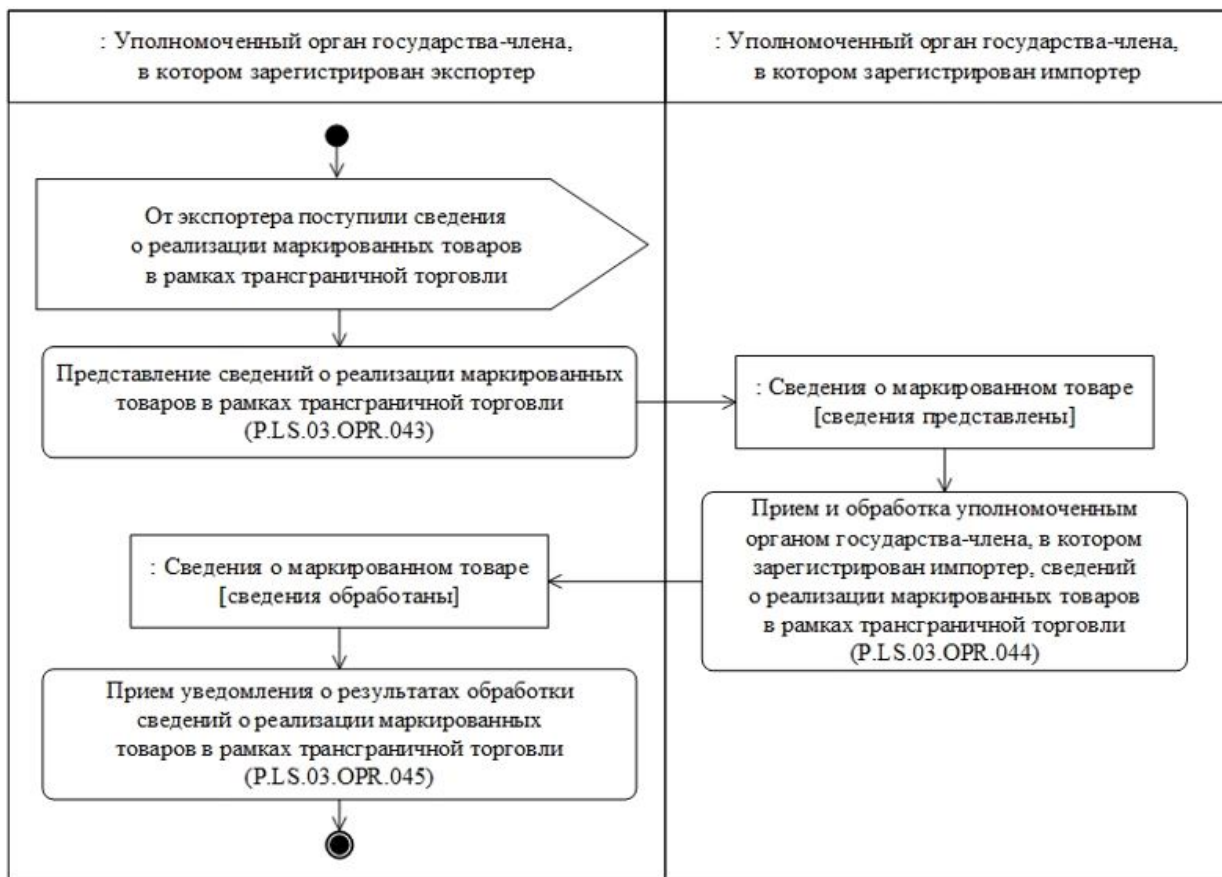 : Уполномоченный орган государства-члена,
в котором зарегистрирован экспортер
: Уполномоченный орган государства-члена,
в котором зарегистрирован импортер
От экспортера поступили сведения
о реализации маркированных товаров
в рамках трансграничной торговли
Представление сведений о реализации маркированных
товаров в рамках трансграничной торговли
(P.LS.03.OPR.043)
: Сведения о маркированном товаре
[сведения представлены]
Прием и обработка уполномоченным
органом государства-члена, в котором
зарегистрирован импортер, сведений
о реализации маркированных товаров
в рамках трансграничной торговли
(P.LS.03.OPR.044)
: Сведения о маркированном товаре
[сведения обработаны]
Прием уведомления о результатах обработки
сведений о реализации маркированных
товаров в рамках трансграничной торговли
(P.LS.03.OPR.045)